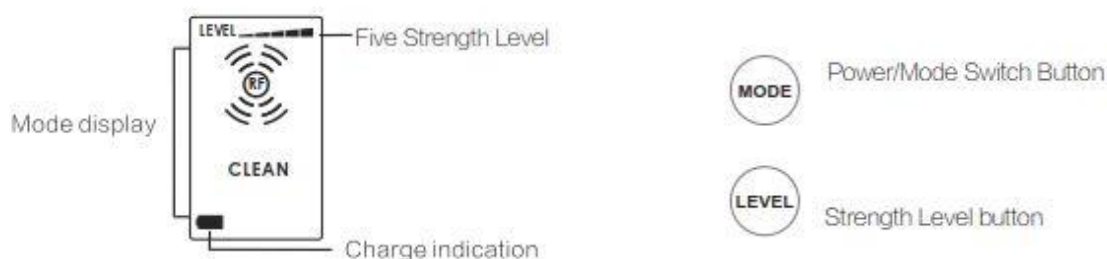 LEVEL
Five Strength Level
RF
Mode display
CLEAN
Charge indication
MODE
Power/Mode Switch Button
LEVEL
Strength Level button